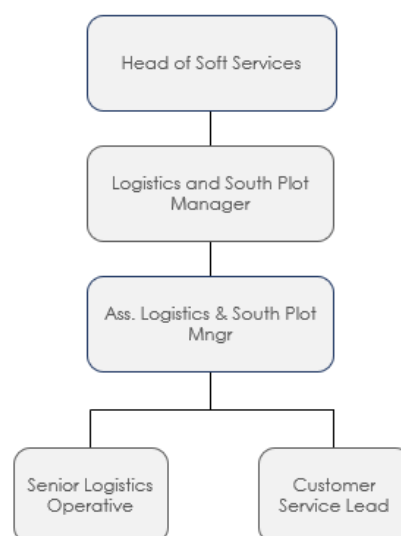 Head of Soft Services
Logistics and South Plot
Manager
Ass. Logistics & South Plot
Mngr
Senior Logistics
Operative
Customer
Service Lead